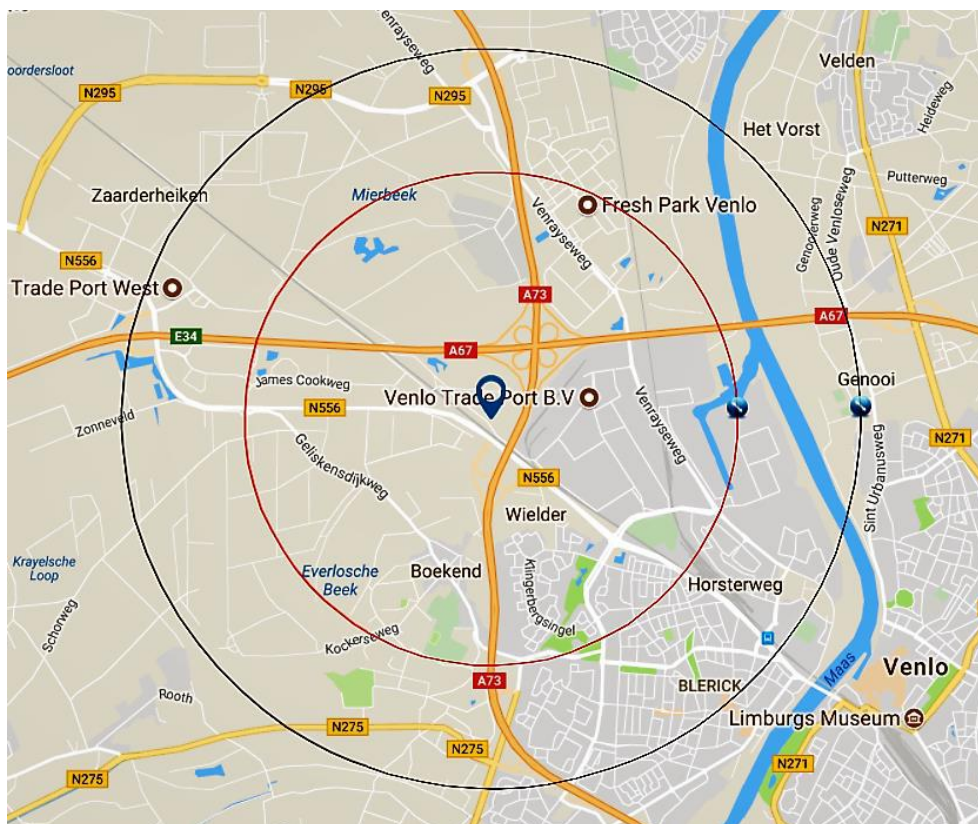 oordersloot
N295
N295
N295
Venrayseweg
Velden
Heideweg
Het Vorst
Putterweg
Zaarderheiken
Mierbeek
Fresh Park Venlo
Venrayseweg
Genooierweg
Oude Venloseweg
N271
N556
Trade Port West
A73
A67
E34
A67
James Cookweg
Genooi
Venlo Trade Port B.V
N556
Zonneveld
Geliskensdijkweg
Venrayseweg
N271
Sint Urbanusweg
N556
Wielder
Krayelsche
Loop
Everlosche
Beek
Boekend
Klingerbergsingel
Horsterweg
Schorweg
Kockerseweg
Maas
Venlo
A73
BLERICK
Rooth
Limburgs Museum
N275
N275
N271
N275